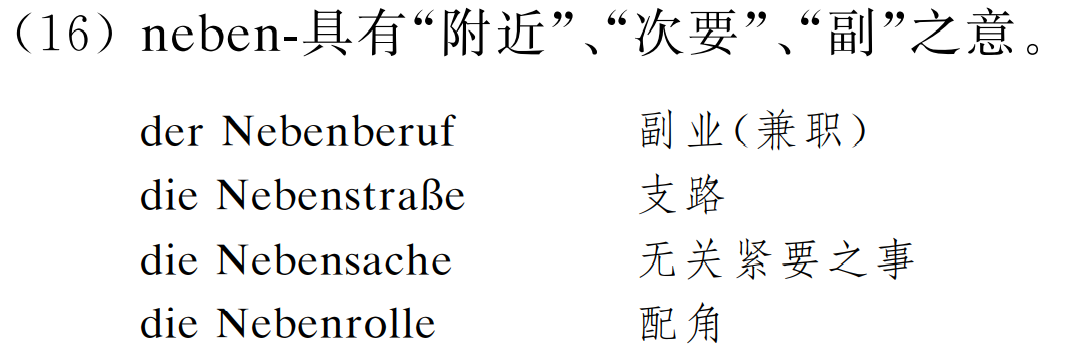 （16）neben-具有“附近”、“次要”、“副”之意。
der Nebenberuf 副业（兼职）
die Nebenstraße 支路
die Nebensache 无关紧要之事
die Nebenrolle 配角